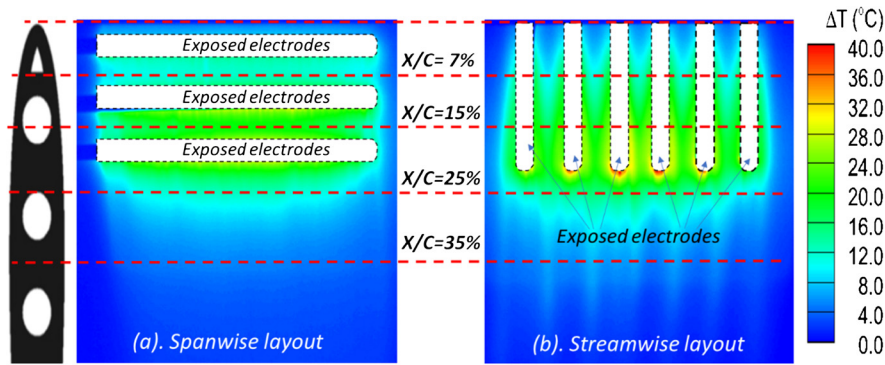 Exposed electrodes
Exposed electrodes
Exposed electrodes
(a). Spanwise layout
X/C= 7%
X/C=15%
X/C=25%
X/C=35%
Exposed electrodes
(b). Streamwise layout
ΔT (°C)
40.0
36.0
32.0
28.0
24.0
20.0
16.0
12.0
8.0
4.0
0.0